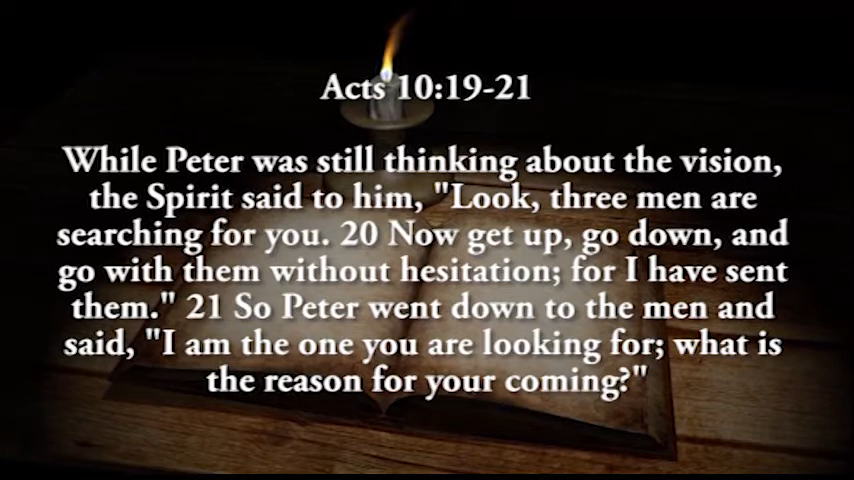 Acts 10:19-21
While Peter was still thinking about the vision,
the Spirit said to him, "Look, three men are
searching for you. 20 Now get up, go down, and
go with them without hesitation; for I have sent
them." 21 So Peter went down to the men and
said, "I am the one you are looking for; what is
the reason for your coming?"